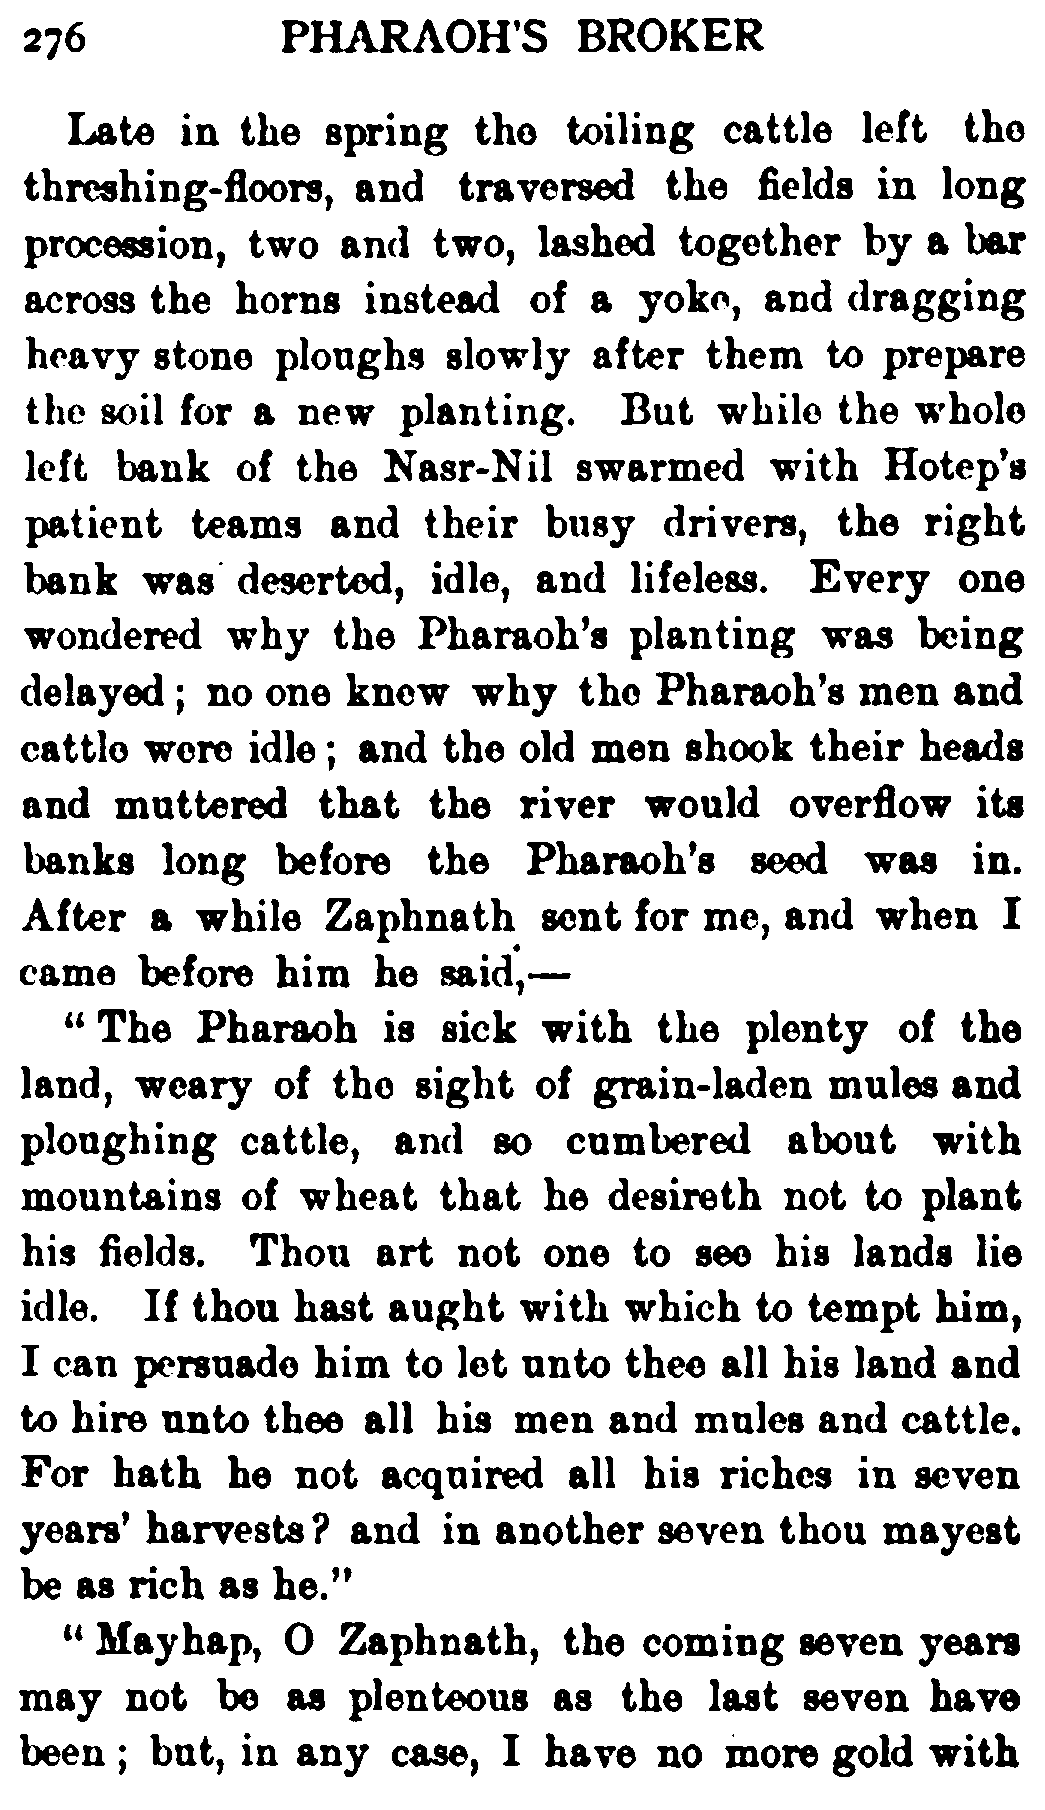 276 PHARAOH'S BROKER
Late in the spring the toiling cattle left the
threshing-floors, and traversed the fields in long
procession, two and two, lashed together by a bar
across the horns instead of a yoke, and dragging
heavy stone ploughs slowly after them to prepare
the soil for a new planting. But while the whole
left bank of the Nasr-Nil swarmed with Hotep's
patient teams and their busy drivers, the right
bank was deserted, idle, and lifeless. Every one
wondered why the Pharaoh's planting was being
delayed; no one knew why the Pharaoh's men and
cattle were idle; and the old men shook their heads
and muttered that the river would overflow its
banks long before the Pharaoh's seed was in.
After a while Zaphnath sent for me, and when I
came before him he said,—
"The Pharaoh is sick with the plenty of the
land, weary of the sight of grain-laden mules and
ploughing cattle, and so cumbered about with
mountains of wheat that he desireth not to plant
his fields. Thou art not one to see his lands lie
idle. If thou hast aught with which to tempt him,
I can persuade him to let unto thee all his land and
to hire unto thee all his men and mules and cattle.
For hath he not acquired all his riches in seven
years' harvests? and in another seven thou mayest
be as rich as he."
"Mayhap, O Zaphnath, the coming seven years
may not be as plenteous as the last seven have
been; but, in any case, I have no more gold with